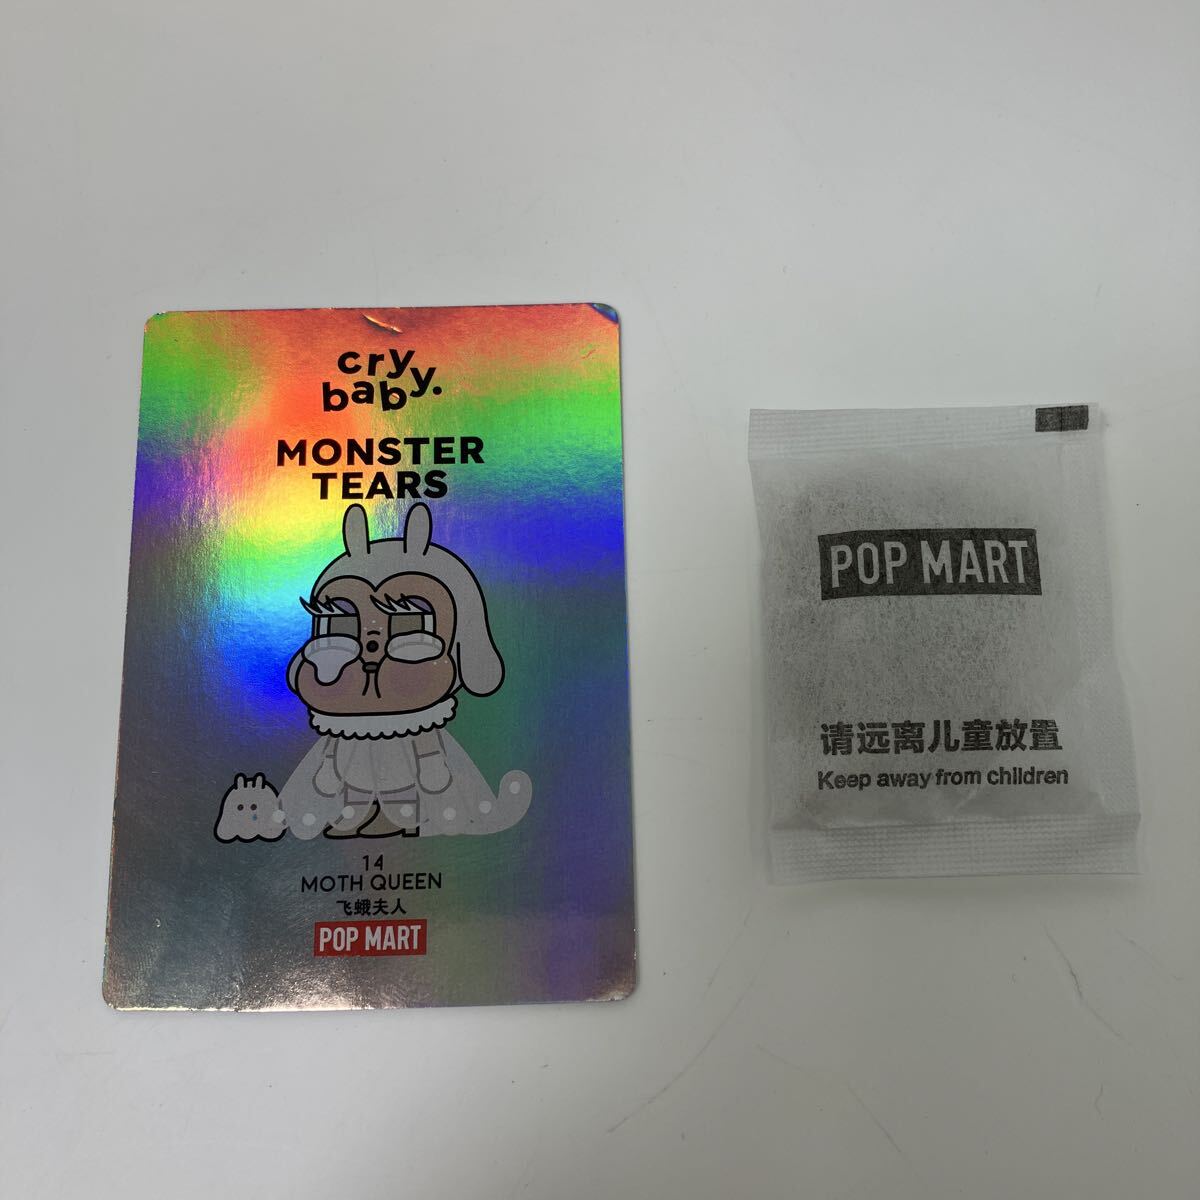 cry
baby.
MONSTER
TEARS
14
MOTH QUEEN
飞蛾夫人
POP MART
POP MART
请远离儿童放置
Keep away from children